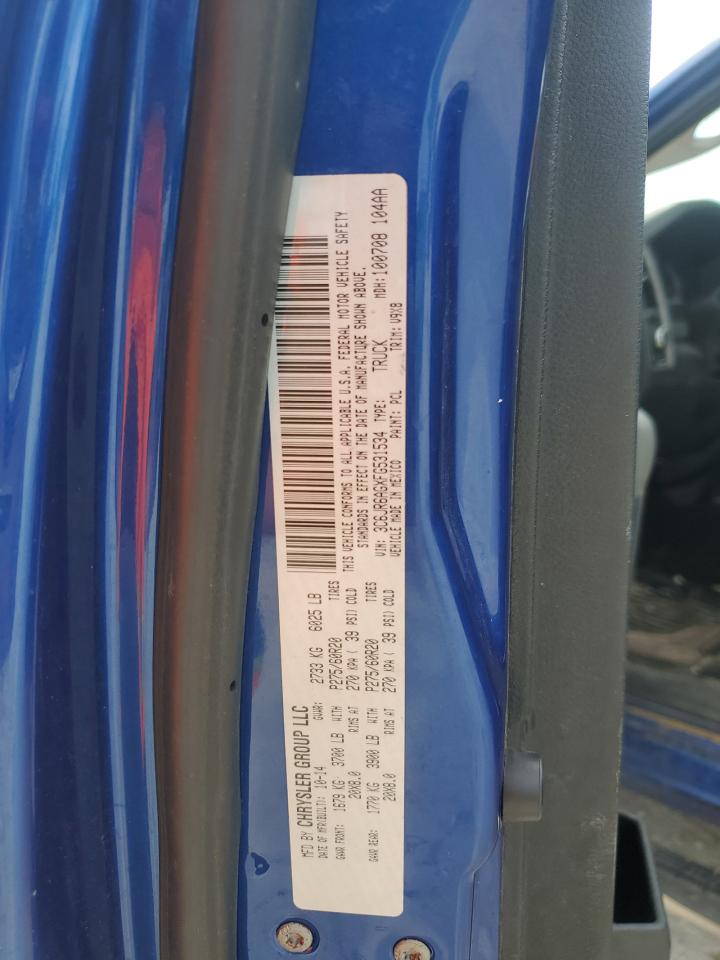 MFD BY CHRYSLER GROUP LLC
DATE OF MFR(BUILT): 10-14 GVWR: 2733 KG 6025 LB
GAWR FRONT: 1679 KG 3700 LB WITH P275/60R20 TIRES
20X8.0 RIMS AT 270 KPA ( 39 PSI) COLD
GAWR REAR: 1770 KG 3900 LB WITH P275/60R20 TIRES
20X8.0 RIMS AT 270 KPA ( 39 PSI) COLD
THIS VEHICLE CONFORMS TO ALL APPLICABLE U.S.A. FEDERAL MOTOR VEHICLE SAFETY
STANDARDS IN EFFECT ON THE DATE OF MANUFACTURE SHOWN ABOVE.
VIN: 3C6JR6AGXFG531534 TYPE: TRUCK MDH:100708 104AA
VEHICLE MADE IN MEXICO PAINT: PCL TRIM: V9X8